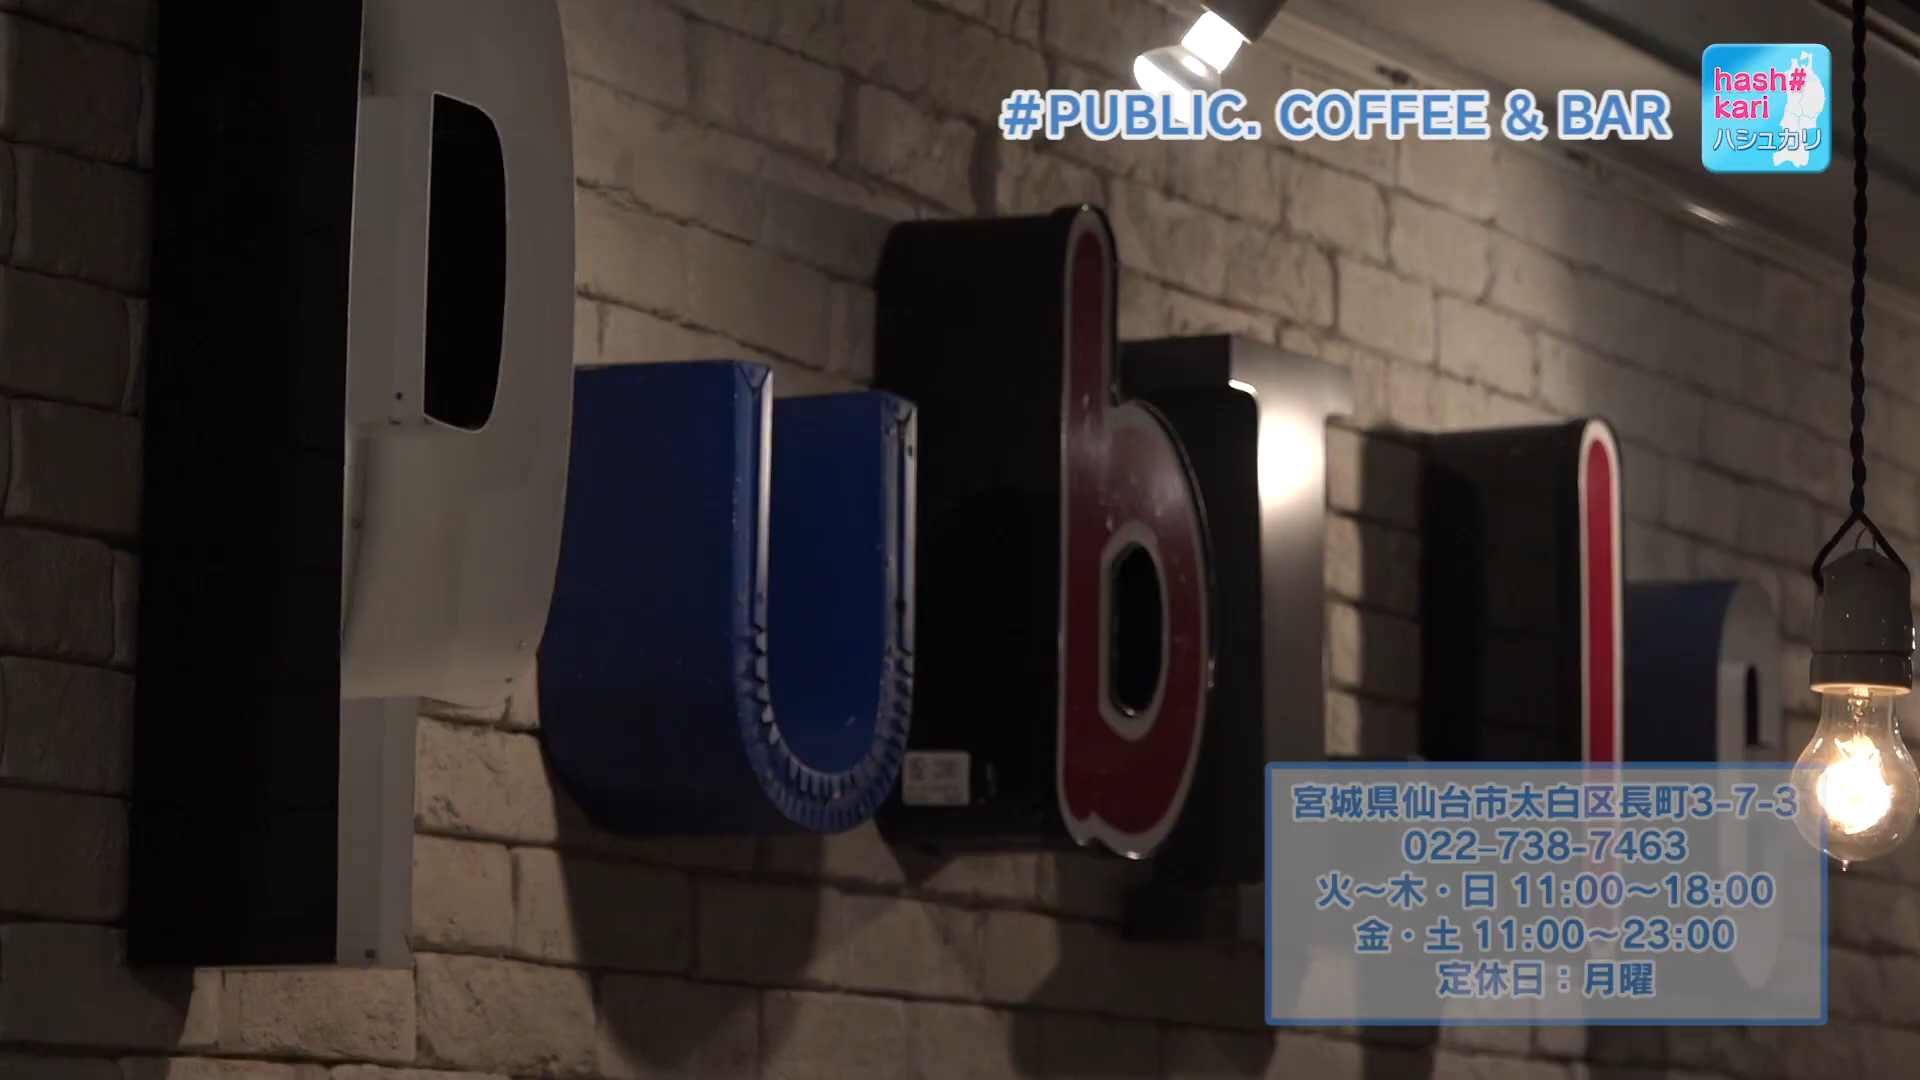 #PUBLIC. COFFEE & BAR
hash#
kari
ハシュカリ
Public
宮城県仙台市太白区長町3-7-3
022-738-7463
火〜木・日 11:00〜18:00
金・土 11:00〜23:00
定休日：月曜